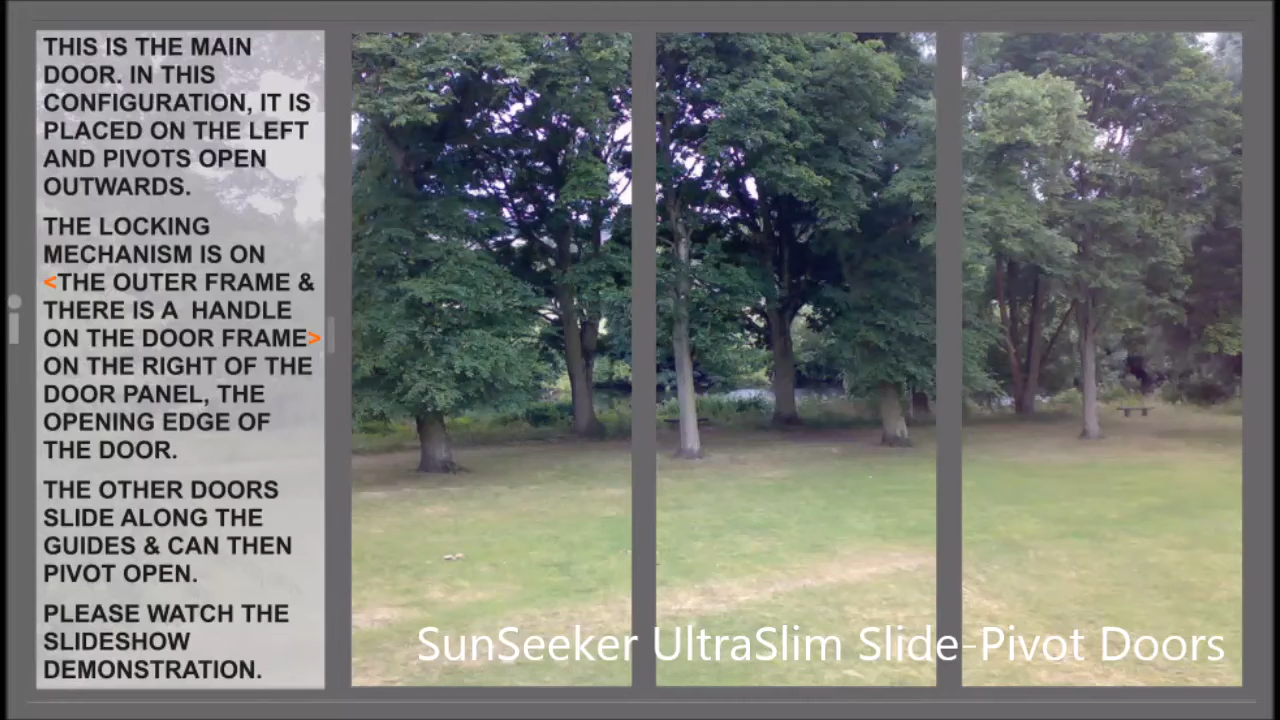 THIS IS THE MAIN
DOOR. IN THIS
CONFIGURATION, IT IS
PLACED ON THE LEFT
AND PIVOTS OPEN
OUTWARDS.
THE LOCKING
MECHANISM IS ON
<THE OUTER FRAME &
THERE IS A HANDLE
ON THE DOOR FRAME>
ON THE RIGHT OF THE
DOOR PANEL, THE
OPENING EDGE OF
THE DOOR.
THE OTHER DOORS
SLIDE ALONG THE
GUIDES & CAN THEN
PIVOT OPEN.
PLEASE WATCH THE
SLIDESHOW
DEMONSTRATION.
SunSeeker UltraSlim Slide-Pivot Doors